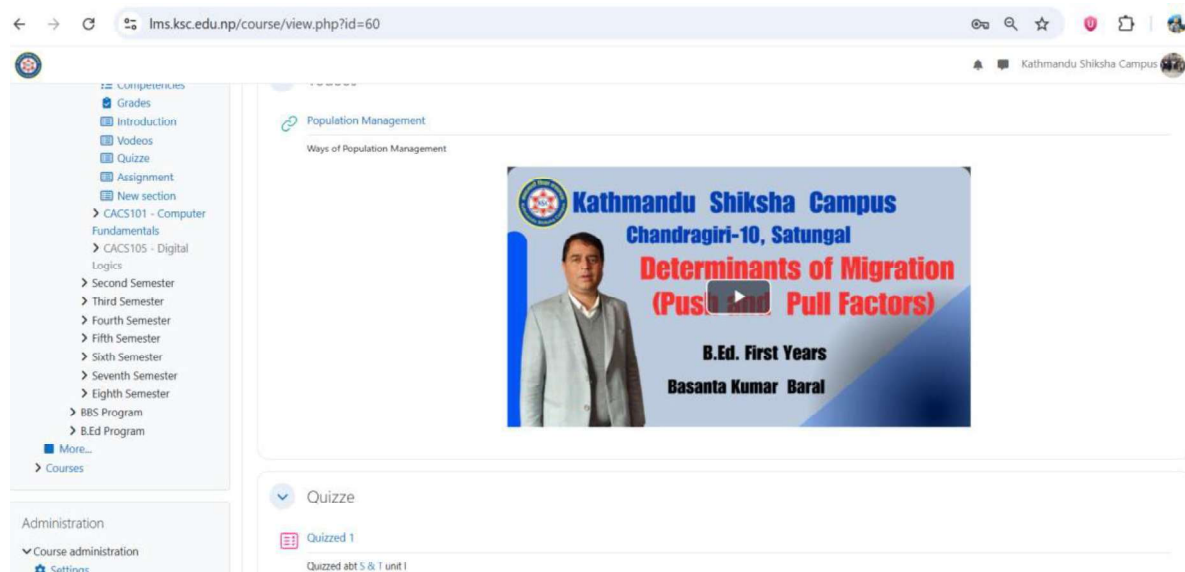 lms.ksc.edu.np/course/view.php?id=60
Kathmandu Shiksha Campus
Competencies
Grades
Introduction
Vodeos
Quizze
Assignment
New section
CACS101 - Computer
Fundamentals
CACS105 - Digital
Logics
Second Semester
Third Semester
Fourth Semester
Fifth Semester
Sixth Semester
Seventh Semester
Eighth Semester
BBS Program
B.Ed Program
More...
Courses
Administration
Course administration
Settings
Population Management
Ways of Population Management
Kathmandu Shiksha Campus
Chandragiri-10, Satungal
Determinants of Migration
(Push and Pull Factors)
B.Ed. First Years
Basanta Kumar Baral
Quizze
Quizzed 1
Quizzed abt S & T unit I